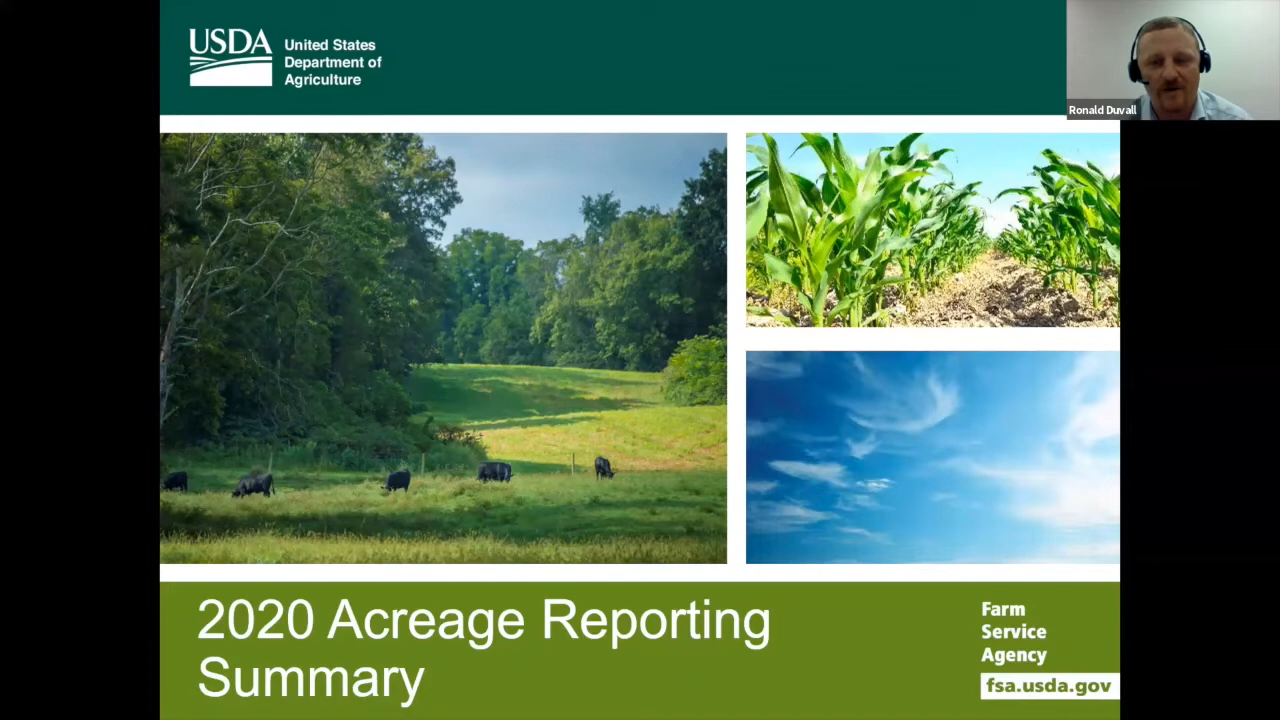 USDA
United States
Department of
Agriculture
Ronald Duvall
2020 Acreage Reporting
Summary
Farm
Service
Agency
fsa.usda.gov